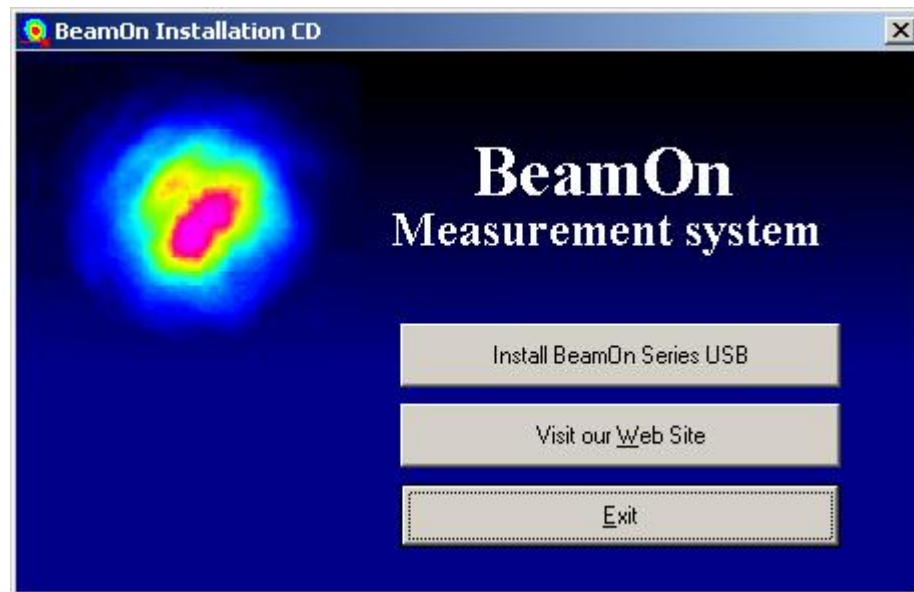 BeamOn Installation CD
BeamOn
Measurement system
Install BeamOn Series USB
Visit our Web Site
Exit